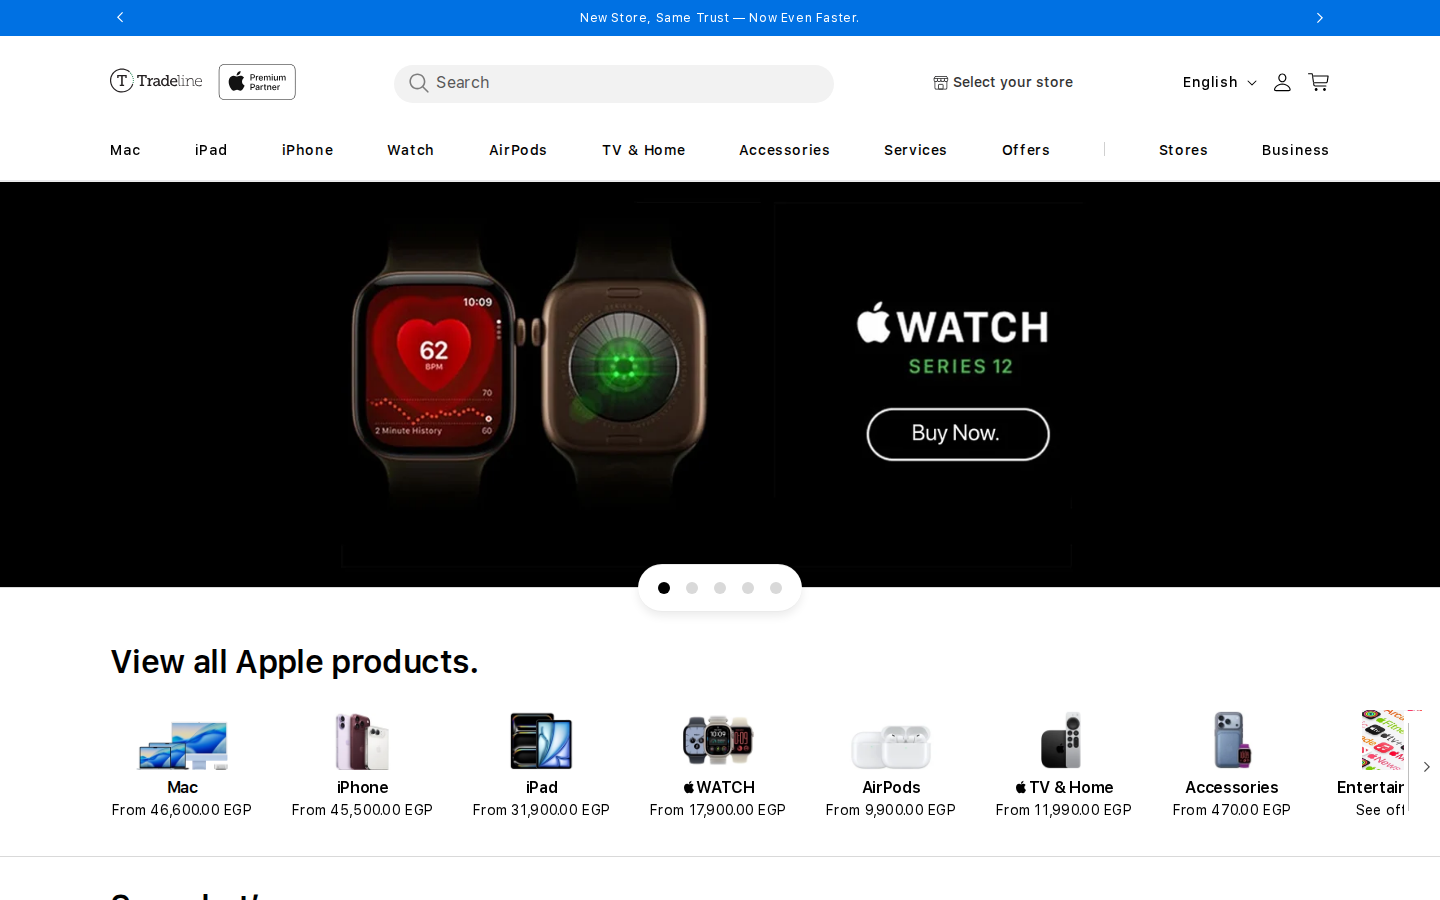 New Store, Same Trust — Now Even Faster.
Tradeline
Premium Partner
Search
Select your store
English
Mac
iPad
iPhone
Watch
AirPods
TV & Home
Accessories
Services
Offers
Stores
Business
10:09
62
BPM
70
60
2 Minute History
WATCH
SERIES 12
Buy Now.
View all Apple products.
Mac
From 46,600.00 EGP
iPhone
From 45,500.00 EGP
iPad
From 31,900.00 EGP
WATCH
From 17,900.00 EGP
AirPods
From 9,900.00 EGP
TV & Home
From 11,990.00 EGP
Accessories
From 470.00 EGP
Entertair
See off